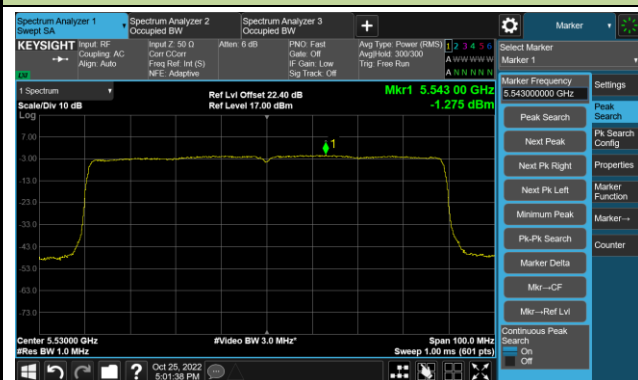 Spectrum Analyzer 1
Swept SA
Spectrum Analyzer 2
Occupied BW
Spectrum Analyzer 3
Occupied BW
Marker
KEYSIGHT
Input: RF
Coupling: AC
Align: Auto
Input Z: 50 Ω
Corr CCorr
Freq Ref: Int (S)
NFE: Adaptive
Atten: 6 dB
PNO: Fast
Gate: Off
IF Gain: Low
Sig Track: Off
Avg Type: Power (RMS)
Avg|Hold: 300/300
Trig: Free Run
1 2 3 4 5 6
A W W W W W
A N N N N N
LXI
1 Spectrum
Scale/Div 10 dB
Log
Ref Lvl Offset 22.40 dB
Ref Level 17.00 dBm
Mkr1 5.543 00 GHz
-1.275 dBm
1
7.00
-3.00
-13.0
-23.0
-33.0
-43.0
-53.0
-63.0
-73.0
Center 5.53000 GHz
#Res BW 1.0 MHz
#Video BW 3.0 MHz*
Span 100.0 MHz
Sweep 1.00 ms (601 pts)
Select Marker
Marker 1
Marker Frequency
5.543000000 GHz
Peak Search
Next Peak
Next Pk Right
Next Pk Left
Minimum Peak
Pk-Pk Search
Marker Delta
Mkr→CF
Mkr→Ref Lvl
Continuous Peak
Search
On
Off
Settings
Peak
Search
Pk Search
Config
Properties
Marker
Function
Marker→
Counter
Oct 25, 2022
5:01:38 PM